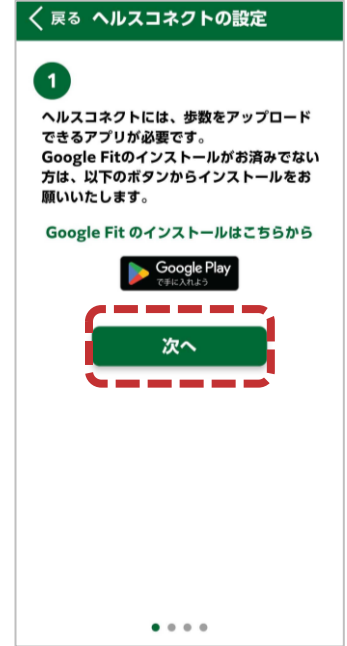 戻る ヘルスコネクトの設定
1
ヘルスコネクトには、歩数をアップロード
できるアプリが必要です。
Google Fitのインストールがお済みでない
方は、以下のボタンからインストールをお
願いいたします。
Google Fit のインストールはこちらから
Google Play
で手に入れよう
次へ